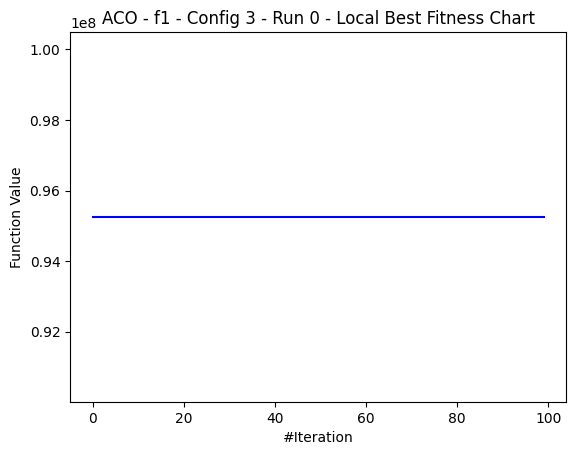 ACO - f1 - Config 3 - Run 0 - Local Best Fitness Chart
1e8
1.00
0.98
0.96
0.94
0.92
Function Value
0 20 40 60 80 100
#Iteration